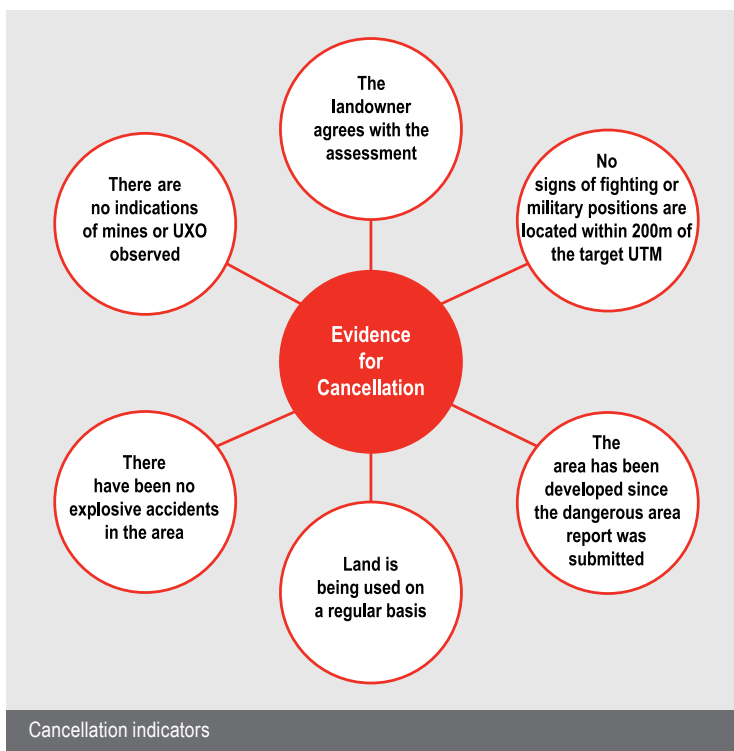 The
landowner
agrees with the
assessment
No
signs of fighting or
military positions are
located within 200m of
the target UTM
There are
no indications
of mines or UXO
observed
Evidence
for
Cancellation
There
have been no
explosive accidents
in the area
The
area has been
developed since
the dangerous area
report was
submitted
Land is
being used on
a regular basis
Cancellation indicators